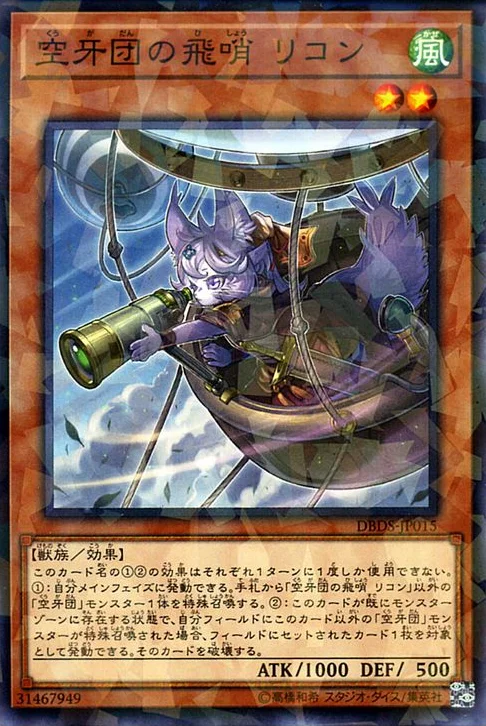 空牙団の飛哨 リコン
風
DBDS-JP015
【獣族/効果】
このカード名の①②の効果はそれぞれ1ターンに1度しか使用できない。
①:自分メインフェイズに発動できる。手札から「空牙団の飛哨 リコン」以外の
「空牙団」モンスター1体を特殊召喚する。②:このカードが既にモンスター
ゾーンに存在する状態で、自分フィールドにこのカード以外の「空牙団」モン
スターが特殊召喚された場合、フィールドにセットされたカード1枚を対象
として発動できる。そのカードを破壊する。
ATK/1000 DEF/ 500
31467949
©高橋和希 スタジオ・ダイス/集英社